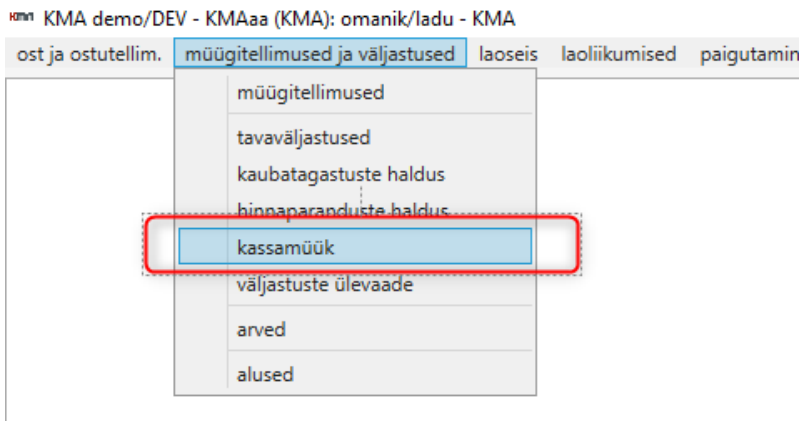 KMA KMA demo/DEV - KMAaa (KMA): omanik/ladu - KMA
ost ja ostutellim. müügitellimused ja väljastused laoseis laoliikumised paigutamin
müügitellimused
tavaväljastused
kaubatagastuste haldus
hinnaparanduste haldus
kassamüük
väljastuste ülevaade
arved
alused